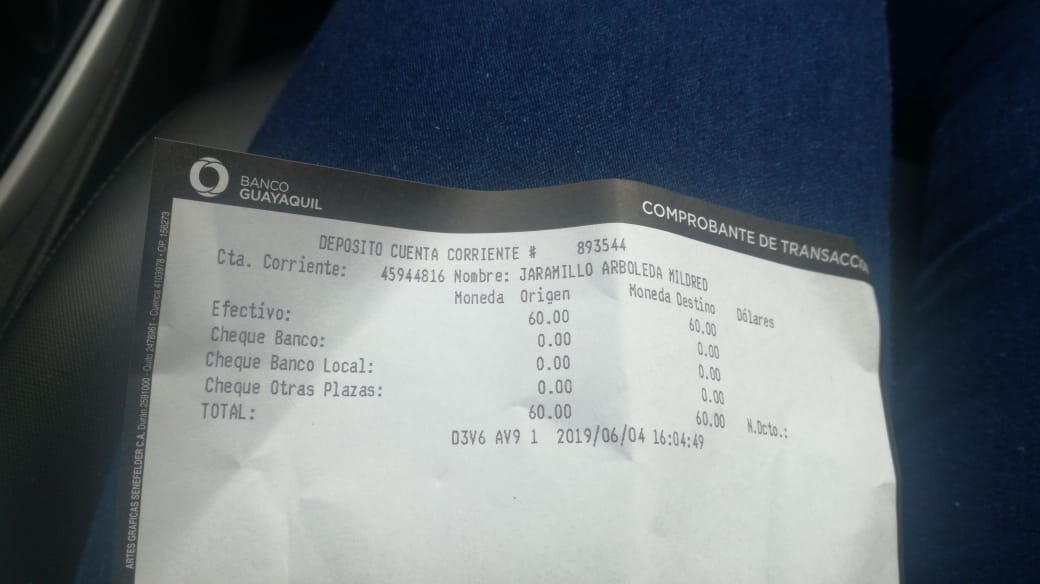 BANCO
GUAYAQUIL
COMPROBANTE DE TRANSACCIÓN
DEPOSITO CUENTA CORRIENTE # 893544
Cta. Corriente: 45944816 Nombre: JARAMILLO ARBOLEDA MILDRED
Moneda Origen Moneda Destino Dólares
Efectivo: 60.00 60.00
Cheque Banco: 0.00 0.00
Cheque Banco Local: 0.00 0.00
Cheque Otras Plazas: 0.00 0.00
TOTAL: 60.00 60.00 N.Dcto.:
D3V6 AV9 1 2019/06/04 16:04:49
ARTES GRAFICAS SENEFELDER C.A. Durán 2591000 - Quito 2478961 - Cuenca 4103978 • OP. 156273